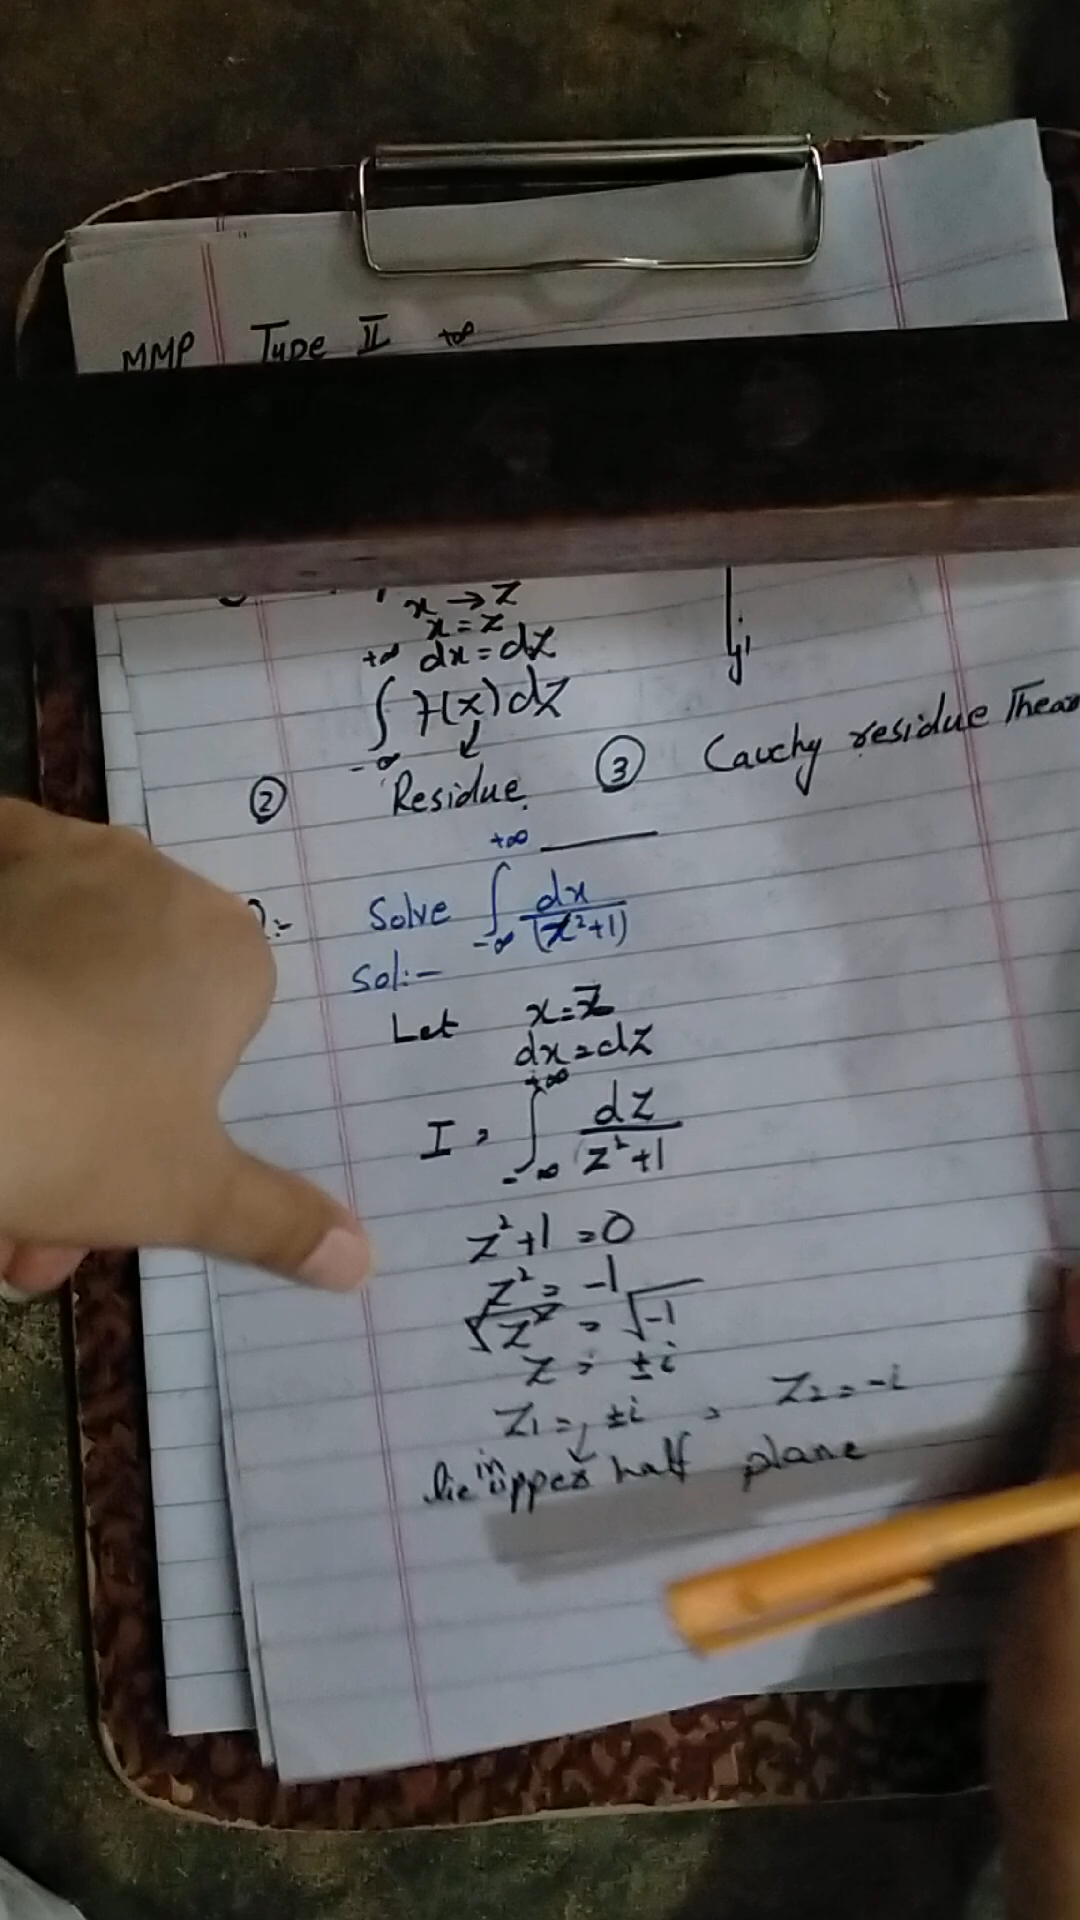 MMP Type II +∞
x → z
x = z
dx = dz
+∞
∫ f(x) dz
-∞
② Residue. ③ Cauchy residue Theor
+∞
Solve ∫ dx/(x²+1)
-∞
Sol:-
Let x = z
dx = dz
+∞
I = ∫ dz/z²+1
-∞
z²+1 = 0
z² = -1
√z² = √-1
z = ±i
z₁ = ±i , z₂ = -i
lie in upper half plane